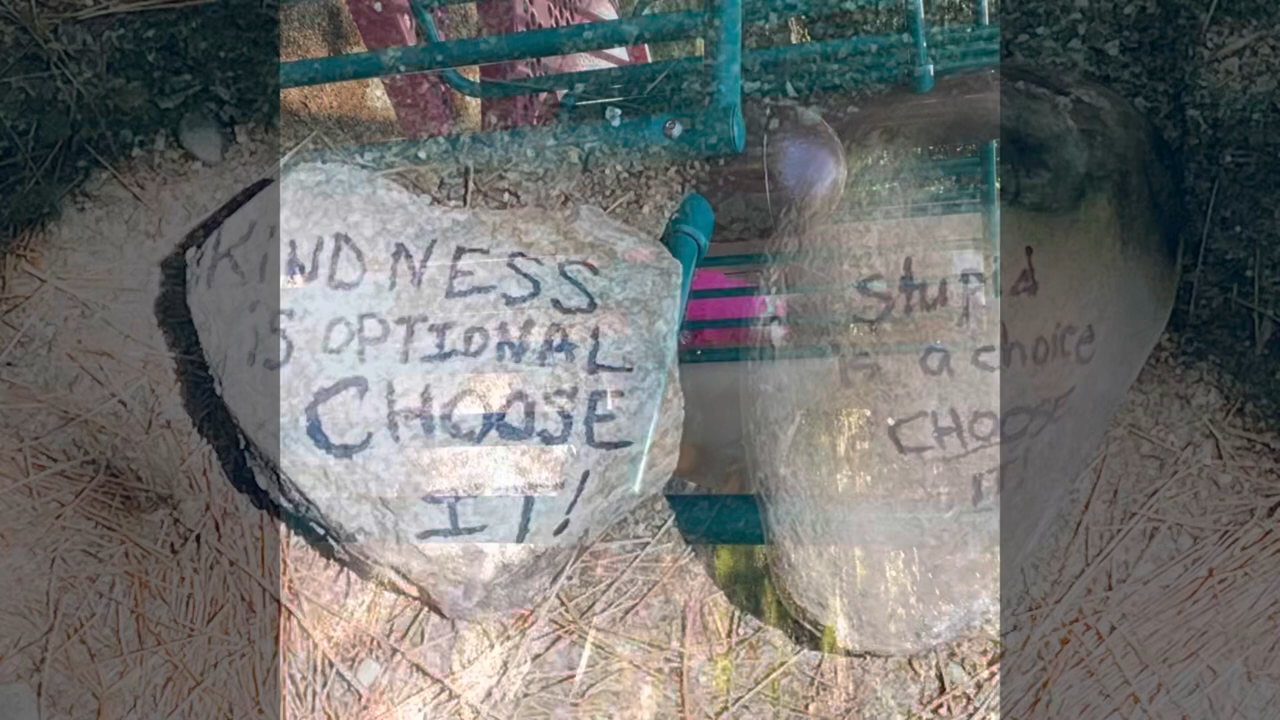 KINDNESS
is OPTIONAL
CHOOSE
IT!
Stupid
is a choice
CHOOSE